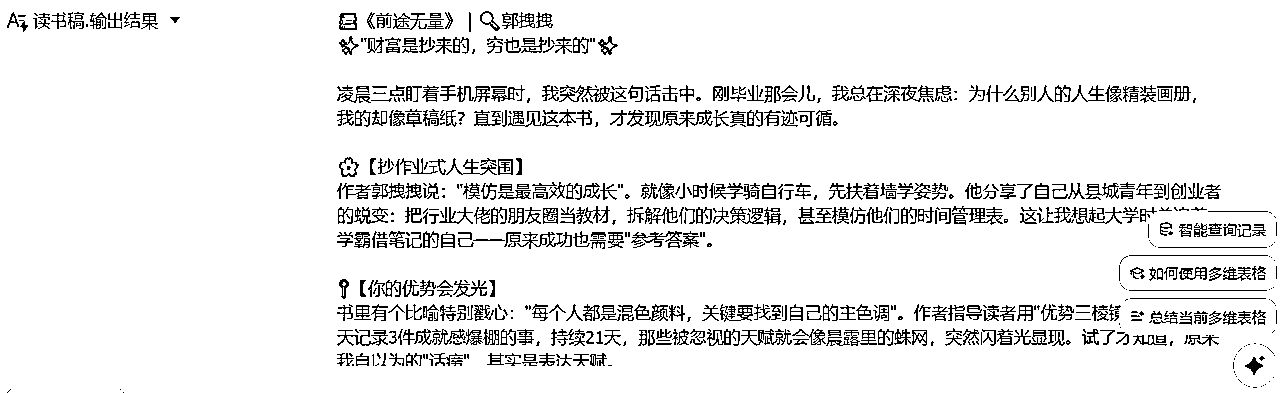 读书稿.输出结果
《前途无量》 | 郭拽拽
"财富是抄来的，穷也是抄来的"
凌晨三点盯着手机屏幕时，我突然被这句话击中。刚毕业那会儿，我总在深夜焦虑：为什么别人的人生像精装画册，
我的却像草稿纸？直到遇见这本书，才发现原来成长真的有迹可循。
【抄作业式人生突围】
作者郭拽拽说："模仿是最高效的成长"。就像小时候学骑自行车，先扶着墙学姿势。他分享了自己从县城青年到创业者
的蜕变：把行业大佬的朋友圈当教材，拆解他们的决策逻辑，甚至模仿他们的时间管理表。这让我想起大学时
学霸借笔记的自己——原来成功也需要"参考答案"。
智能查询记录
如何使用多维表格
【你的优势会发光】
书里有个比喻特别戳心："每个人都是混色颜料，关键要找到自己的主色调"。作者指导读者用"优势三棱镜
总结当前多维表格
天记录3件成就感爆棚的事，持续21天，那些被忽视的天赋就会像晨露里的蛛网，突然闪着光显现。试了才知道，原来
我自以为的"话痨"，其实是表达天赋。